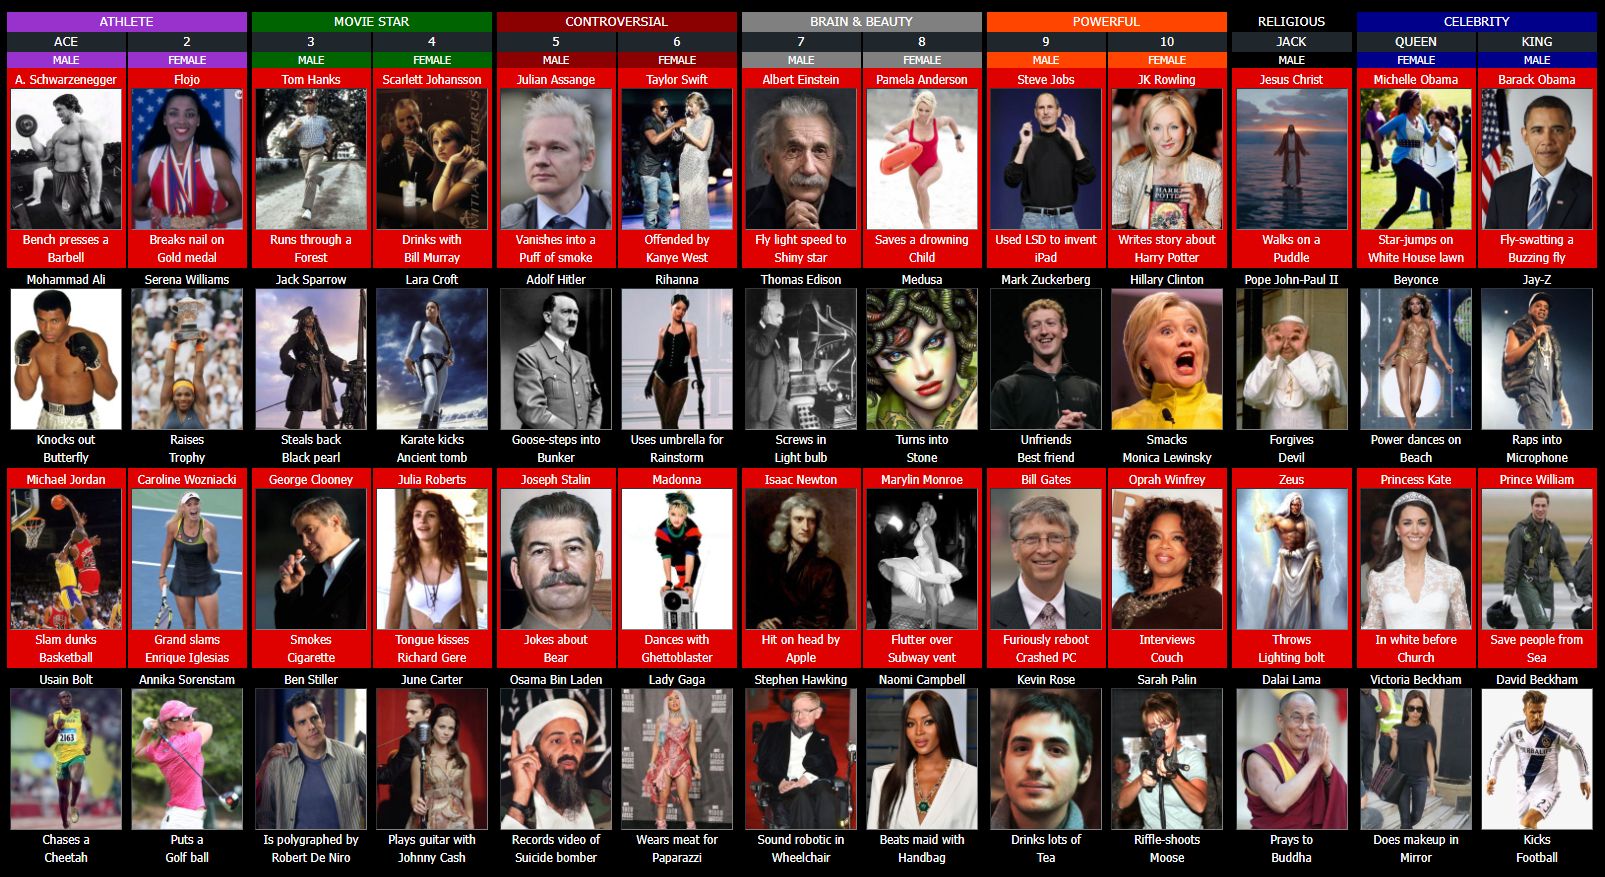 ATHLETE MOVIE STAR CONTROVERSIAL BRAIN & BEAUTY POWERFUL RELIGIOUS CELEBRITY
ACE 2 3 4 5 6 7 8 9 10 JACK QUEEN KING
MALE FEMALE MALE FEMALE MALE FEMALE MALE FEMALE MALE FEMALE MALE FEMALE MALE
A. Schwarzenegger Flojo Tom Hanks Scarlett Johansson Julian Assange Taylor Swift Albert Einstein Pamela Anderson Steve Jobs JK Rowling Jesus Christ Michelle Obama Barack Obama
HARRY
POTTER
Bench presses a Breaks nail on Runs through a Drinks with Vanishes into a Offended by Fly light speed to Saves a drowning Used LSD to invent Writes story about Walks on a Star-jumps on Fly-swatting a
Barbell Gold medal Forest Bill Murray Puff of smoke Kanye West Shiny star Child iPad Harry Potter Puddle White House lawn Buzzing fly
Mohammad Ali Serena Williams Jack Sparrow Lara Croft Adolf Hitler Rihanna Thomas Edison Medusa Mark Zuckerberg Hillary Clinton Pope John-Paul II Beyonce Jay-Z
Knocks out Raises Steals back Karate kicks Goose-steps into Uses umbrella for Screws in Turns into Unfriends Smacks Forgives Power dances on Raps into
Butterfly Trophy Black pearl Ancient tomb Bunker Rainstorm Light bulb Stone Best friend Monica Lewinsky Devil Beach Microphone
Michael Jordan Caroline Wozniacki George Clooney Julia Roberts Joseph Stalin Madonna Isaac Newton Marylin Monroe Bill Gates Oprah Winfrey Zeus Princess Kate Prince William
Slam dunks Grand slams Smokes Tongue kisses Jokes about Dances with Hit on head by Flutter over Furiously reboot Interviews Throws In white before Save people from
Basketball Enrique Iglesias Cigarette Richard Gere Bear Ghettoblaster Apple Subway vent Crashed PC Couch Lighting bolt Church Sea
Usain Bolt Annika Sorenstam Ben Stiller June Carter Osama Bin Laden Lady Gaga Stephen Hawking Naomi Campbell Kevin Rose Sarah Palin Dalai Lama Victoria Beckham David Beckham
2163
HERBALIFE
23
Chases a Puts a Is polygraphed by Plays guitar with Records video of Wears meat for Sound robotic in Beats maid with Drinks lots of Riffle-shoots Prays to Does makeup in Kicks
Cheetah Golf ball Robert De Niro Johnny Cash Suicide bomber Paparazzi Wheelchair Handbag Tea Moose Buddha Mirror Football